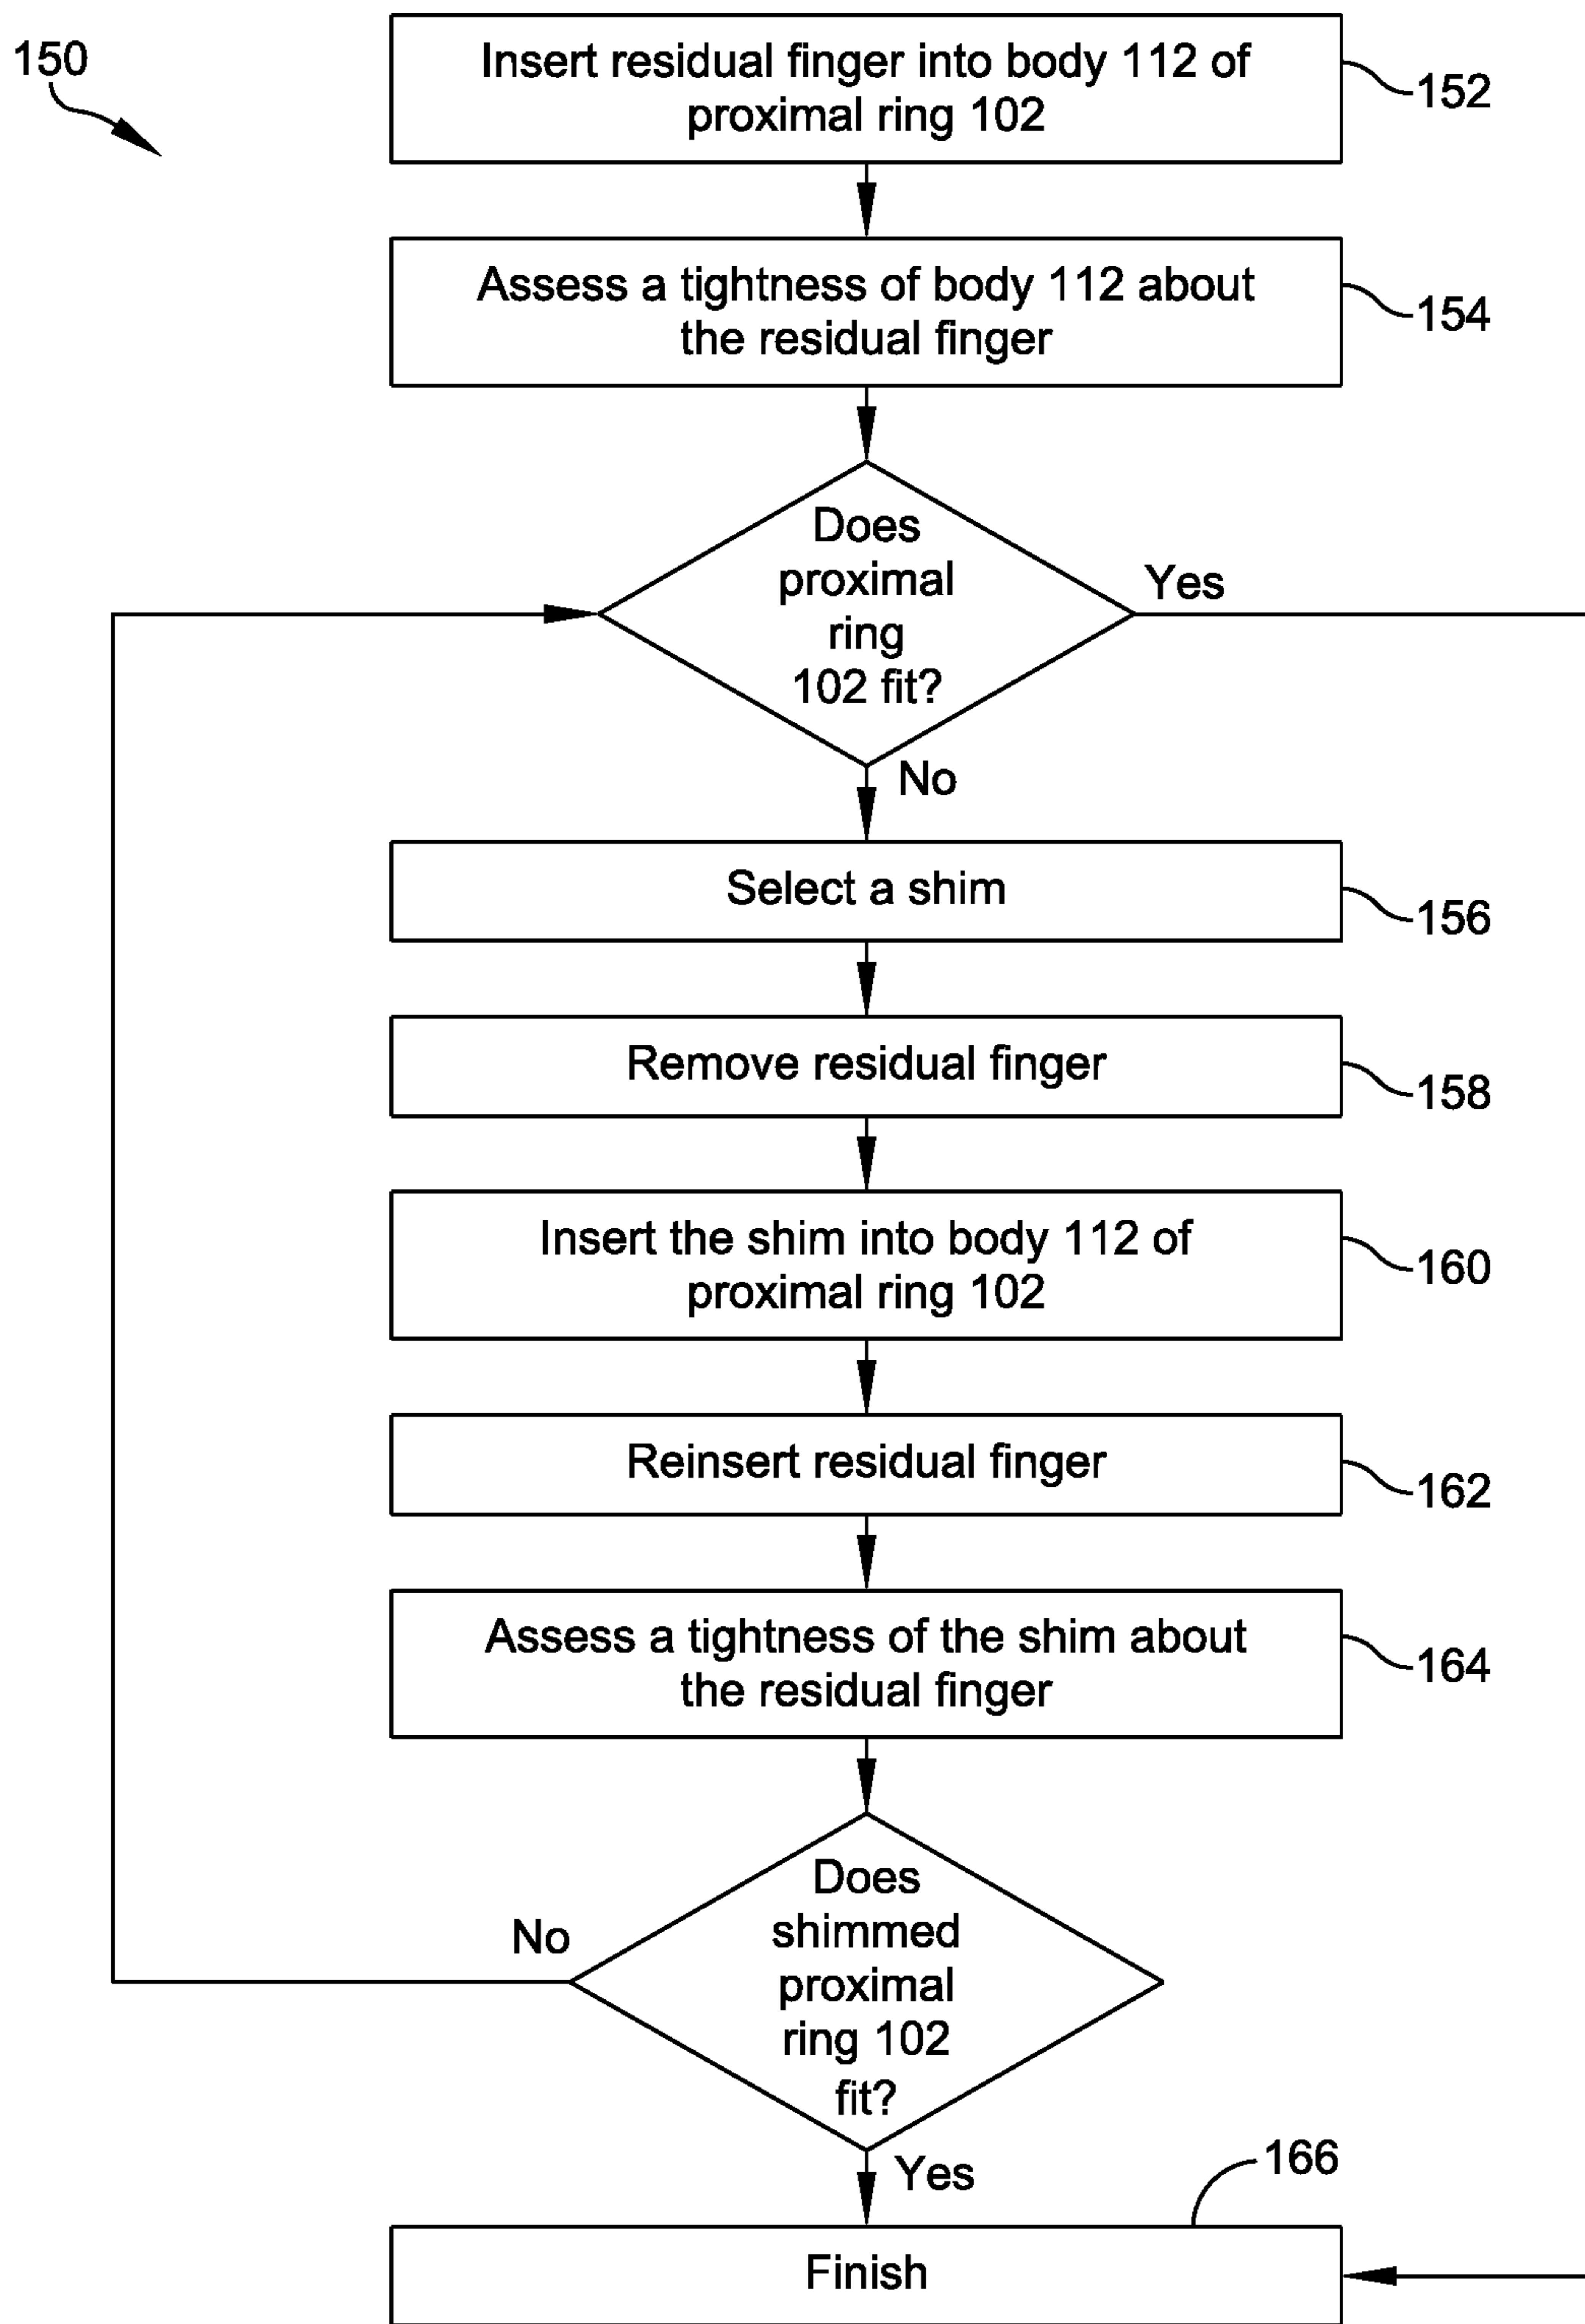 150
Insert residual finger into body 112 of
proximal ring 102
152
Assess a tightness of body 112 about
the residual finger
154
Does
proximal
ring
102 fit?
Yes
No
Select a shim
156
Remove residual finger
158
Insert the shim into body 112 of
proximal ring 102
160
Reinsert residual finger
162
Assess a tightness of the shim about
the residual finger
164
Does
shimmed
proximal
ring 102
fit?
No
Yes
166
Finish